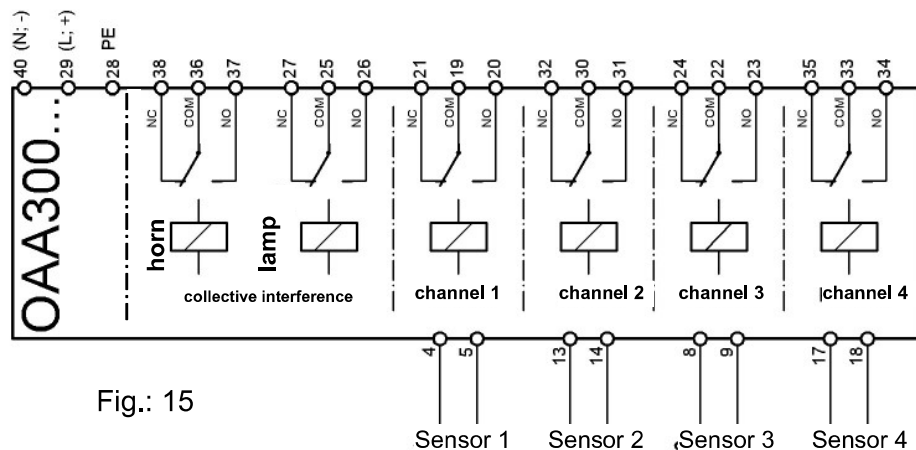 40 (N; -)
29 (L; +)
28 PE
38
36
37
27
25
26
21
19
20
32
30
31
24
22
23
35
33
34
NC COM NO
NC COM NO
NC COM NO
NC COM NO
NC COM NO
NC COM NO
OAA300...
horn
lamp
collective interference
channel 1
channel 2
channel 3
channel 4
4
5
13
14
8
9
17
18
Fig.: 15
Sensor 1
Sensor 2
Sensor 3
Sensor 4